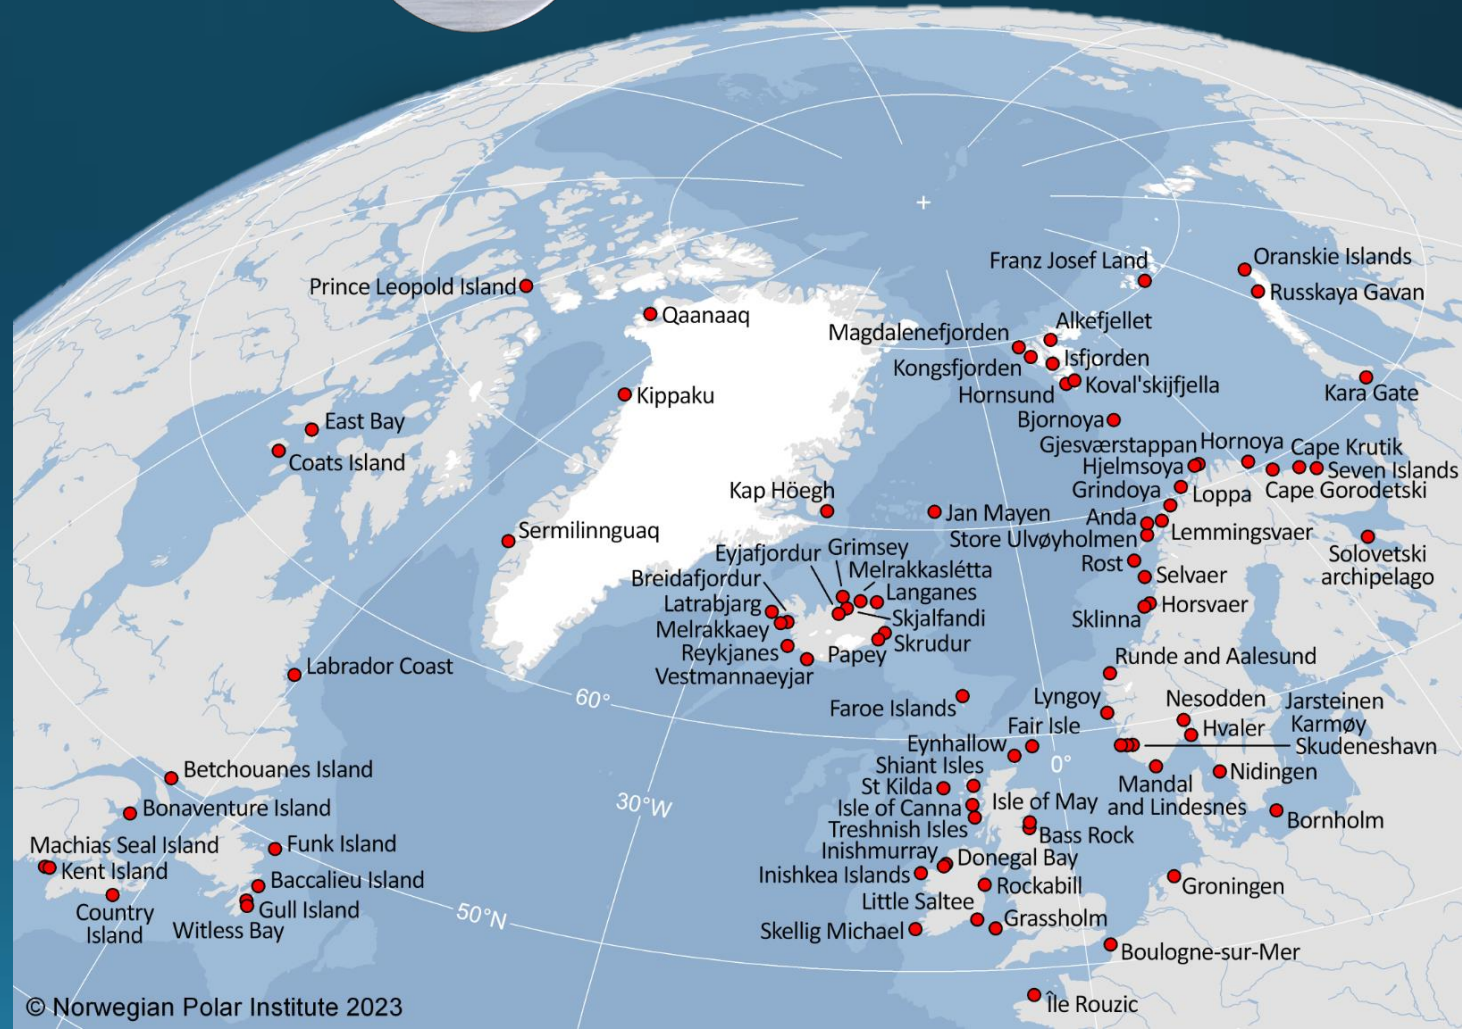 Prince Leopold Island
Qaanaaq
Kippaku
East Bay
Coats Island
Sermilinnguaq
Labrador Coast
Betchouanes Island
Bonaventure Island
Machias Seal Island
Kent Island
Country
Island
Funk Island
Baccalieu Island
Gull Island
Witless Bay
Franz Josef Land
Oranskie Islands
Russkaya Gavan
Kara Gate
Magdalenefjorden
Alkefjellet
Kongsfjorden
Isfjorden
Hornsund
Koval'skijfjella
Bjornoya
Gjesværstappan
Hornoya
Cape Krutik
Hjelmsoya
Seven Islands
Grindoya
Loppa
Cape Gorodetski
Anda
Lemmingsvaer
Store Ulvøyholmen
Solovetski
archipelago
Rost
Selvaer
Sklinna
Horsvaer
Kap Höegh
Jan Mayen
Eyjafjordur
Grimsey
Breidafjordur
Melrakkaslétta
Latrabjarg
Langanes
Melrakkaey
Skjalfandi
Reykjanes
Papey
Skrudur
Vestmannaeyjar
Runde and Aalesund
Lyngoy
Nesodden
Jarsteinen
Hvaler
Karmøy
Skudeneshavn
Faroe Islands
Fair Isle
Eynhallow
Shiant Isles
St Kilda
Isle of Canna
Isle of May
Treshnish Isles
Bass Rock
Mandal
and Lindesnes
Nidingen
Bornholm
Inishmurray
Donegal Bay
Inishkea Islands
Rockabill
Little Saltee
Grassholm
Skellig Michael
Groningen
Boulogne-sur-Mer
Île Rouzic
60°
0°
30°W
50°N
© Norwegian Polar Institute 2023